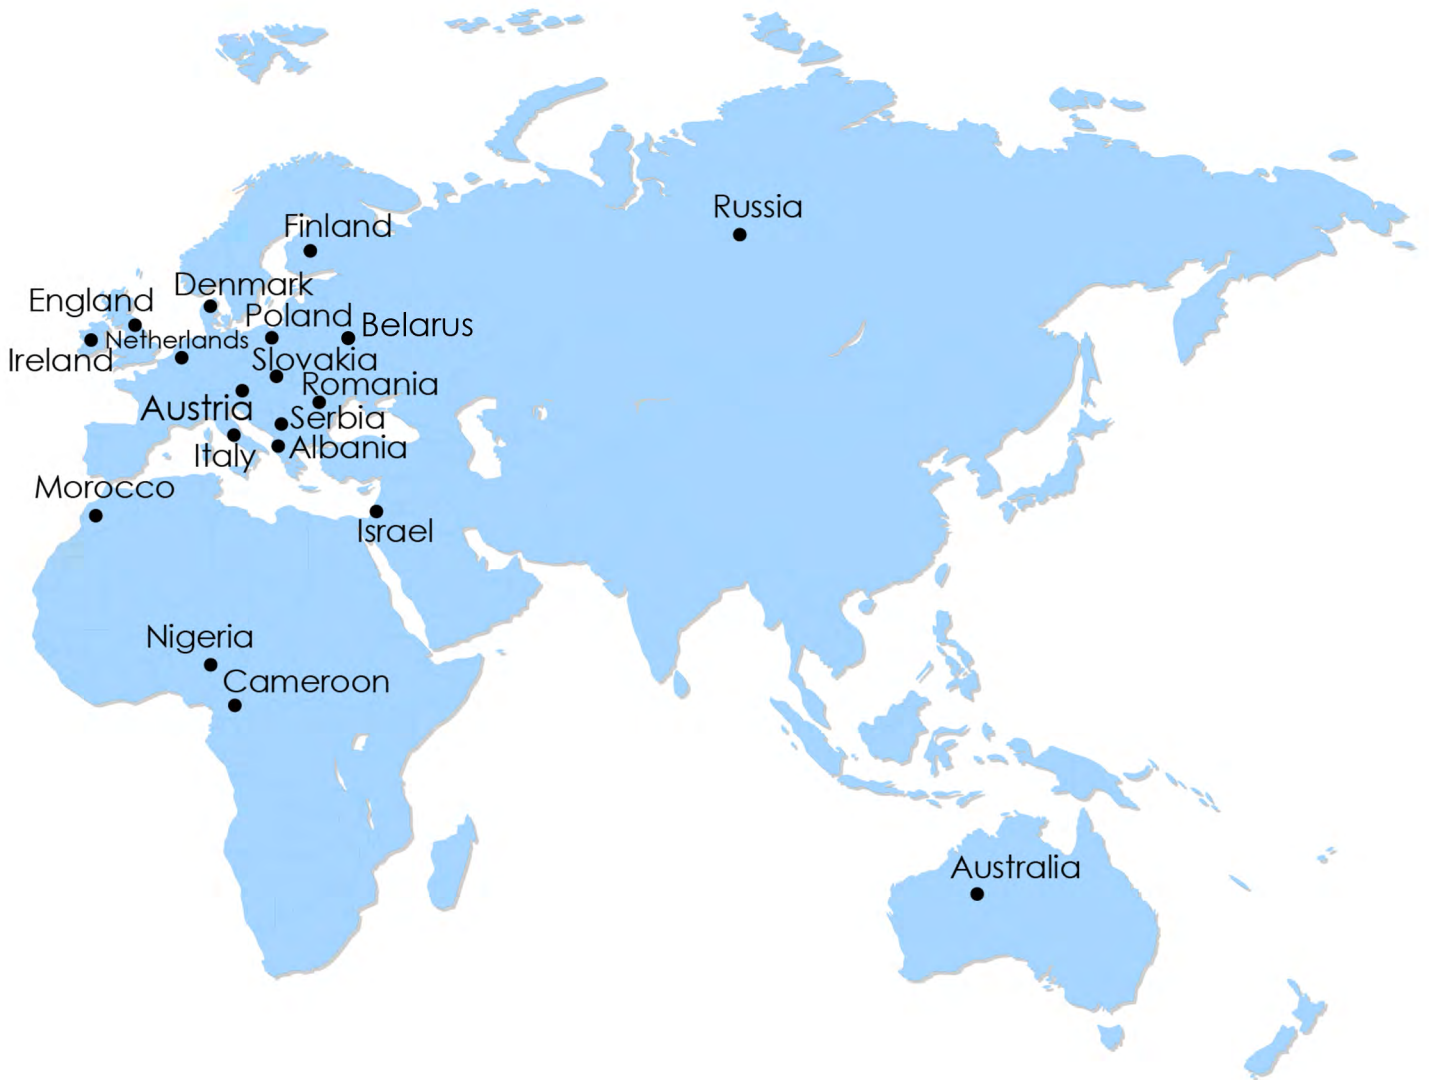 Russia
Finland
Denmark
England
Poland
Belarus
Netherlands
Ireland
Slovakia
Romania
Austria
Serbia
Italy
Albania
Morocco
Israel
Nigeria
Cameroon
Australia